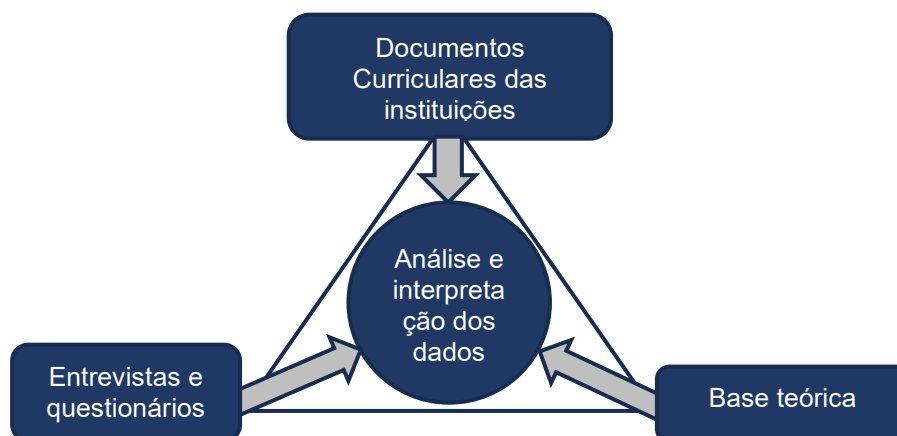 Documentos
Curriculares das
instituições
Análise e
interpreta
ção dos
dados
Entrevistas e
questionários
Base teórica